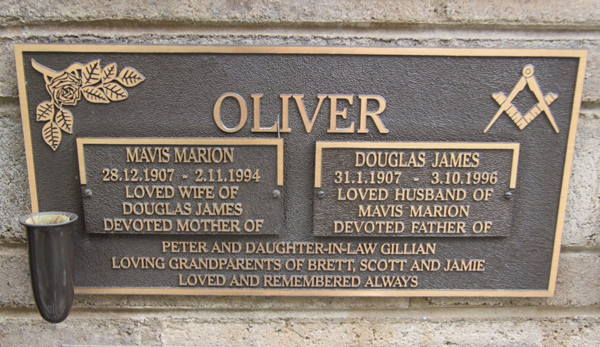 OLIVER
MAVIS MARION
28.12.1907 - 2.11.1994
LOVED WIFE OF
DOUGLAS JAMES
DEVOTED MOTHER OF
DOUGLAS JAMES
31.1.1907 - 3.10.1996
LOVED HUSBAND OF
MAVIS MARION
DEVOTED FATHER OF
PETER AND DAUGHTER-IN-LAW GILLIAN
LOVING GRANDPARENTS OF BRETT, SCOTT AND JAMIE
LOVED AND REMEMBERED ALWAYS